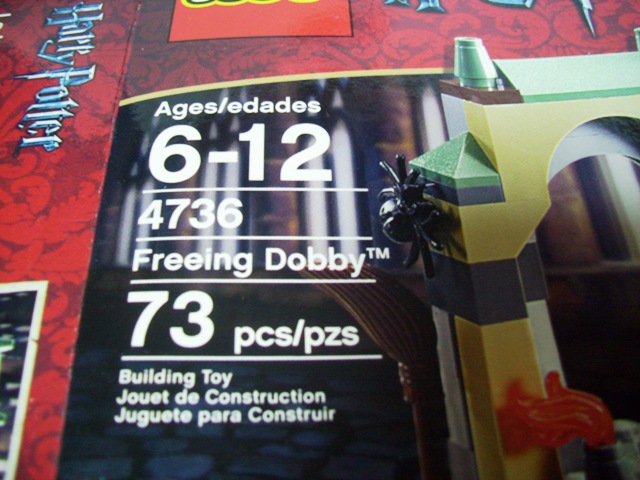 Harry Potter
Ages/edades
6-12
4736
Freeing Dobby™
73 pcs/pzs
Building Toy
Jouet de Construction
Juguete para Construir